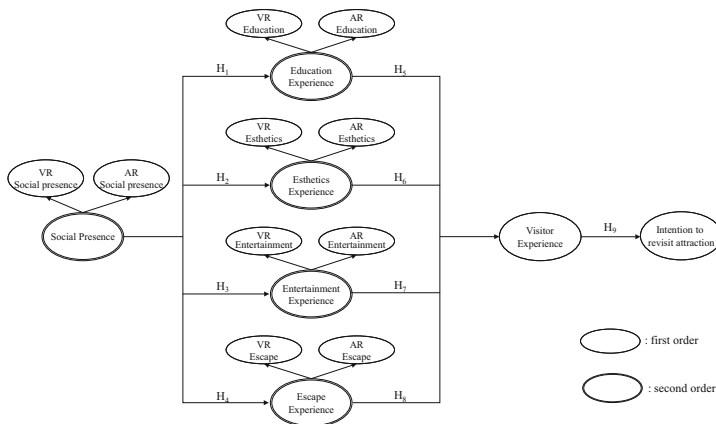 VR
Education
AR
Education
H1
Education
Experience
H5
VR
Esthetics
AR
Esthetics
VR
Social presence
AR
Social presence
H2
Esthetics
Experience
H6
Social Presence
VR
Entertainment
AR
Entertainment
Visitor
Experience
H9
Intention to
revisit attraction
H3
Entertainment
Experience
H7
VR
Escape
AR
Escape
: first order
H4
Escape
Experience
H8
: second order